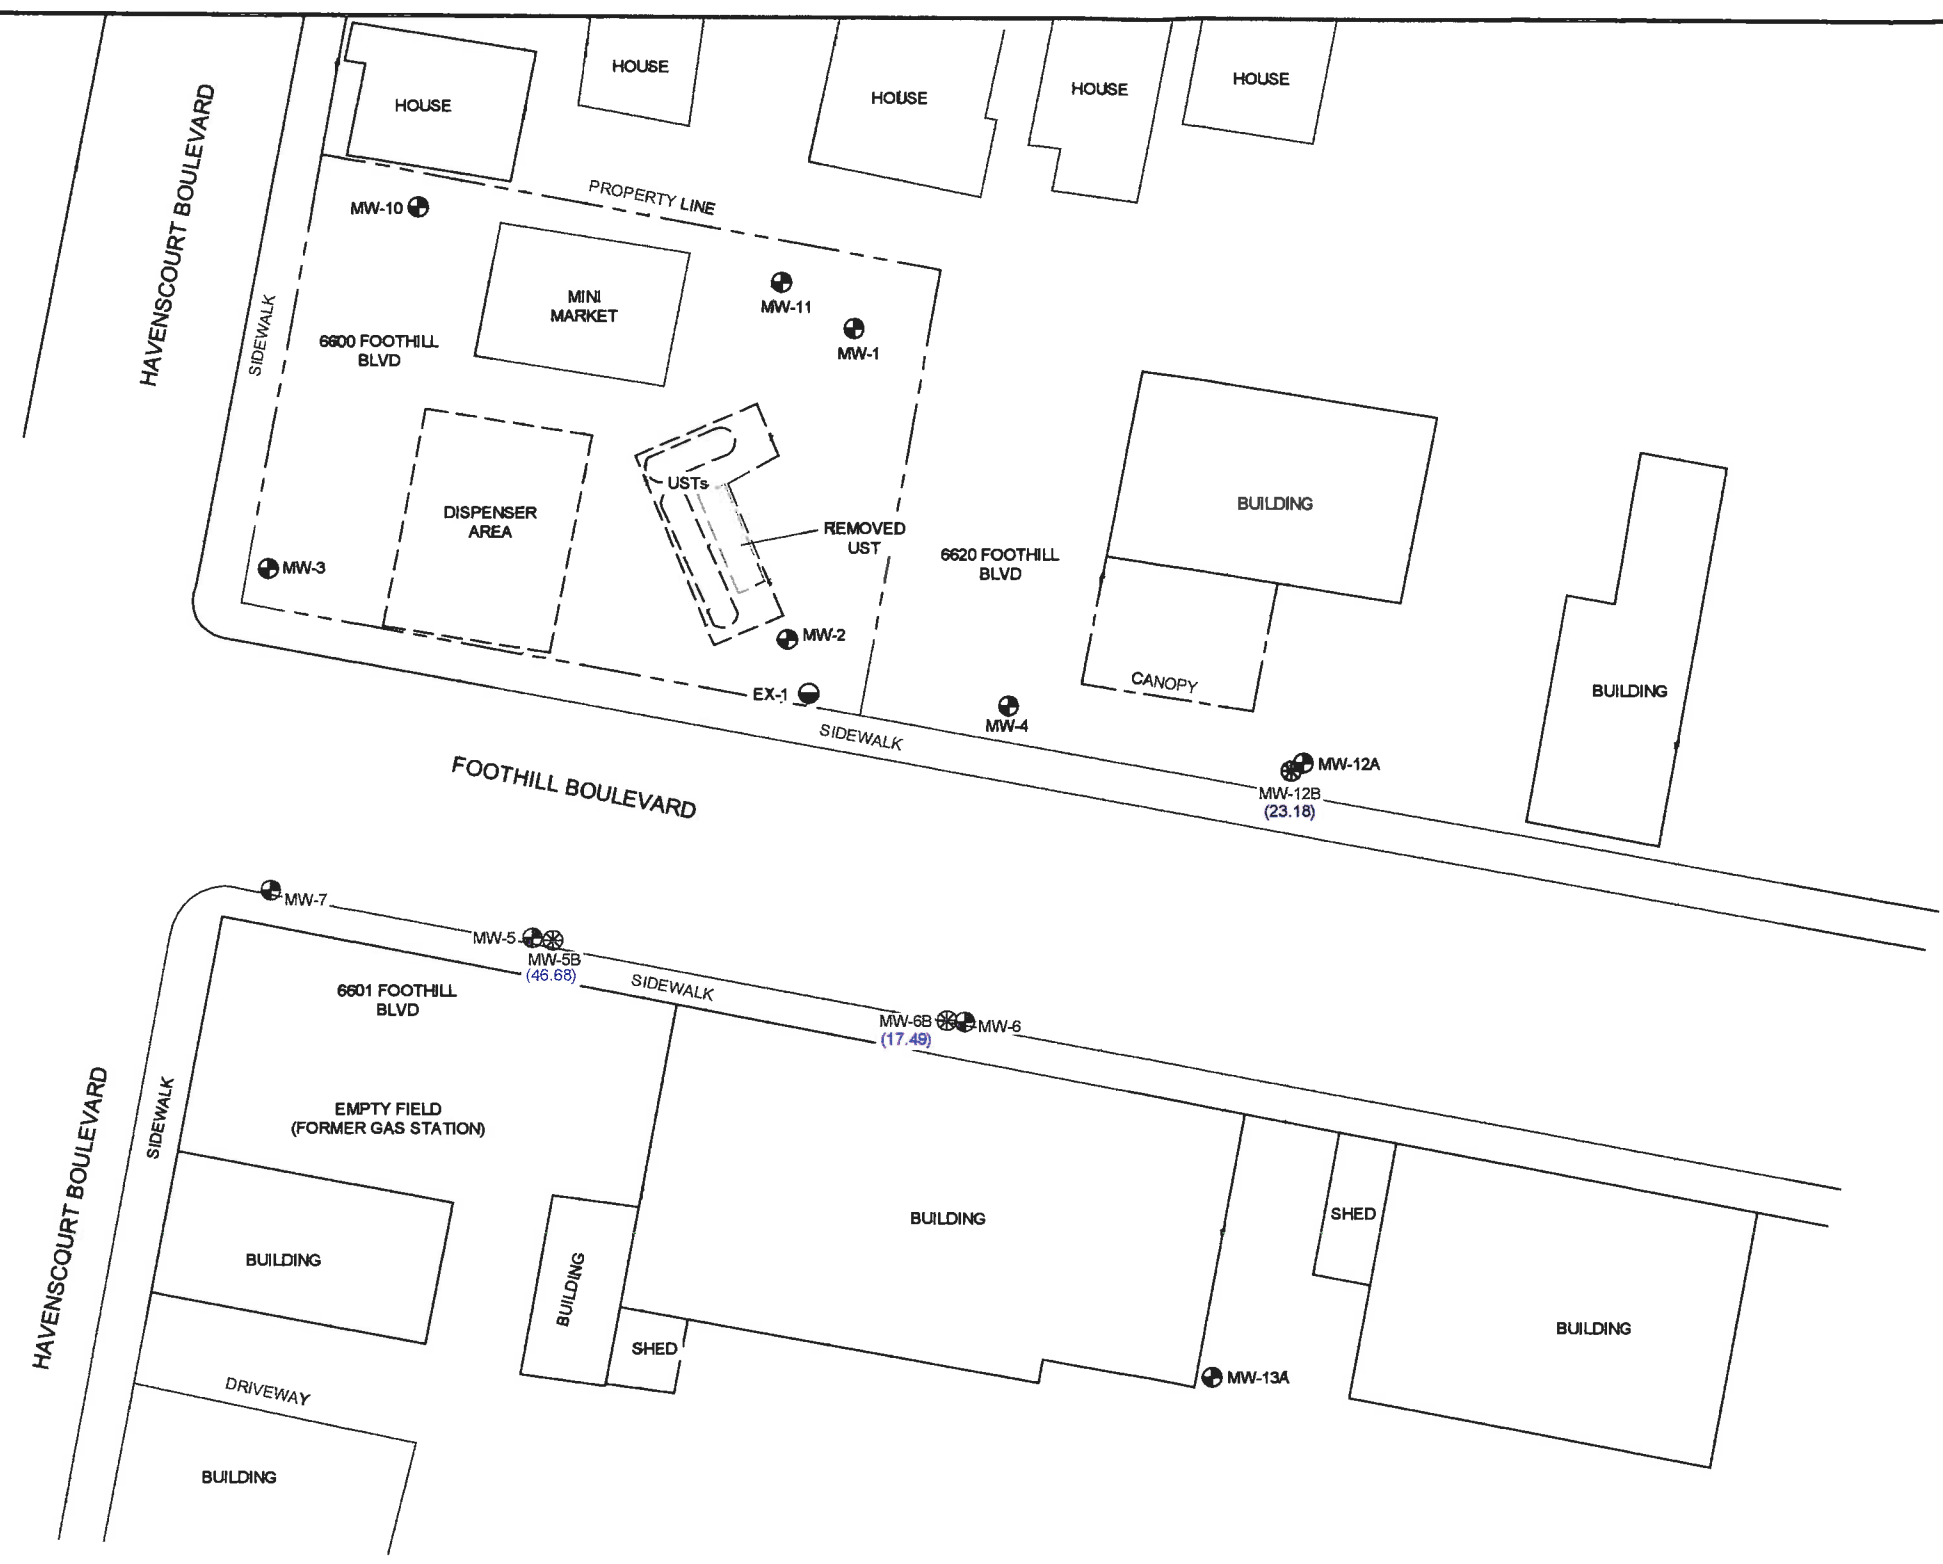 HOUSE
HOUSE
HOUSE
HOUSE
HOUSE
HAVENSCOURT BOULEVARD
SIDEWALK
PROPERTY LINE
MW-10
MINI
MARKET
MW-11
MW-1
6600 FOOTHILL
BLVD
DISPENSER
AREA
USTs
REMOVED
UST
MW-3
MW-2
EX-1
6620 FOOTHILL
BLVD
BUILDING
CANOPY
BUILDING
MW-4
SIDEWALK
MW-12A
MW-12B
(23.18)
FOOTHILL BOULEVARD
MW-7
MW-5
MW-5B
(46.68)
SIDEWALK
MW-6B
(17.49)
MW-6
6601 FOOTHILL
BLVD
EMPTY FIELD
(FORMER GAS STATION)
HAVENSCOURT BOULEVARD
SIDEWALK
BUILDING
BUILDING
SHED
BUILDING
SHED
BUILDING
MW-13A
DRIVEWAY
BUILDING